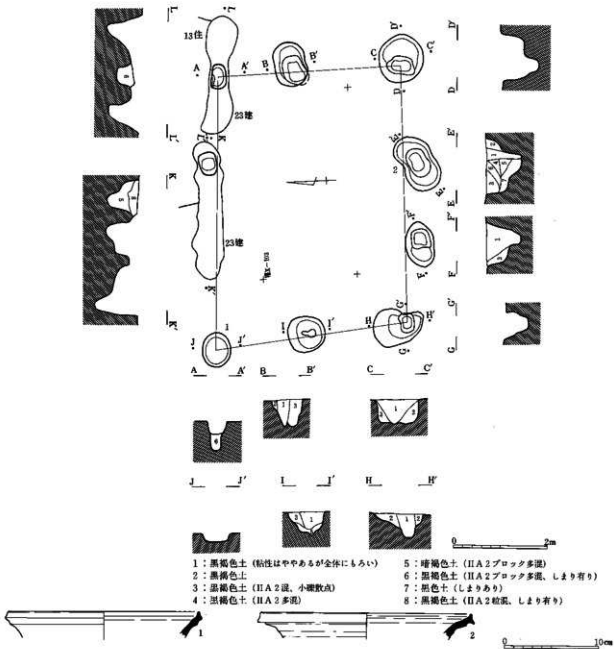 L
L
13住
A
A′
B
B′
C
C′
D′
D′
D
D
L′
L′
23建
K
K
E′
2
E
E
F′
F′
F
23建
K′
K′
G′
G′
H
H′
G
G
1
J
J′
I
I′
A
A′
B
B′
C
C′
J
J′
I
I′
H
H′
0
2m
1：黒褐色土（粘性はややあるが全体にもろい）
2：黒褐色土
3：黒褐色土（ⅡA2混、小礫散点）
4：黒褐色土（ⅡA2多混）
5：暗褐色土（ⅡA2ブロック多混）
6：黒褐色土（ⅡA2ブロック多混、しまり有り）
7：黒色土（しまりあり）
8：黒褐色土（ⅡA2粒混、しまり有り）
1
2
0
10cm